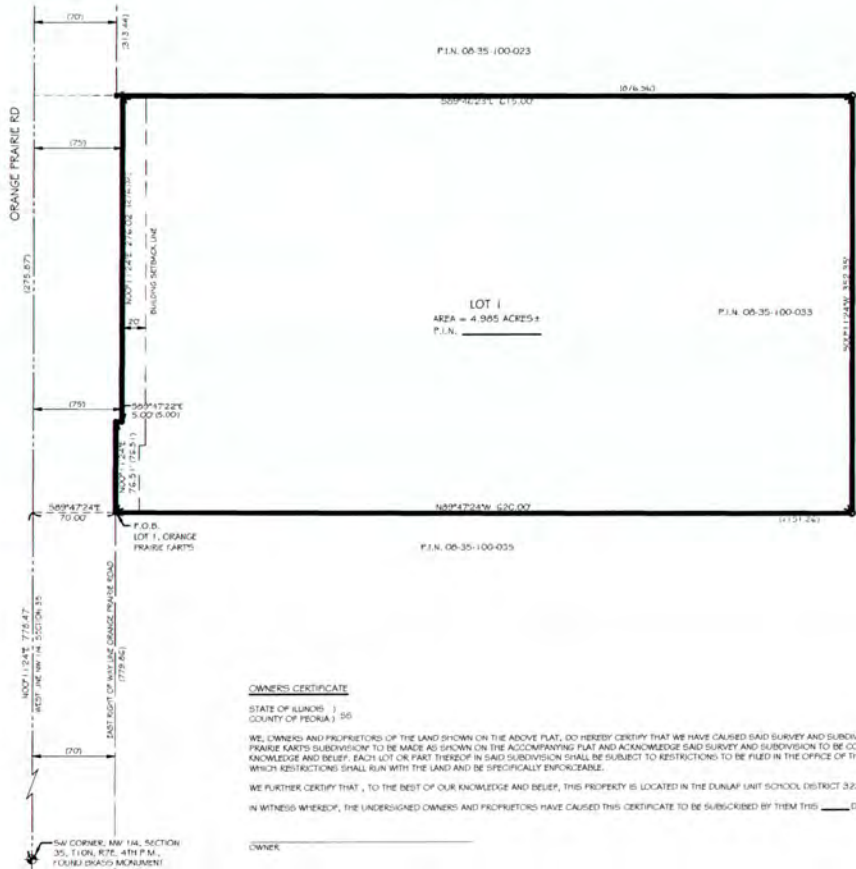 (70')
(313.44)
P.I.N. 08-35-100-023
ORANGE PRAIRIE RD
(876.56)
S89°46'23"E 615.00'
(75)
N00°11'24"E 276.02
BUILDING SETBACK LINE
(275.87)
LOT 1
AREA = 4.985 ACRES±
P.I.N. ________
P.I.N. 08-35-100-033
S00°11'24"W 352.35'
20'
(75)
S89°47'22"E
5.00' (5.00)
N00°11'24"E
76.51' (76.51)
S89°47'24"E
70.00'
N89°47'24"W 620.00'
P.O.B.
LOT 1, ORANGE
PRAIRIE KARTS
P.I.N. 08-35-100-035
N00°11'24"E 778.47
WEST LINE NW 1/4 SECTION 35
EAST RIGHT OF WAY LINE ORANGE PRAIRIE ROAD
(779.86)
(70')
SW CORNER, NW 1/4, SECTION
35, T10N, R7E, 4TH P.M.,
FOUND BRASS MONUMENT
OWNERS CERTIFICATE
STATE OF ILLINOIS )
COUNTY OF PEORIA ) SS
WE, OWNERS AND PROPRIETORS OF THE LAND SHOWN ON THE ABOVE PLAT, DO HEREBY CERTIFY THAT WE HAVE CAUSED SAID SURVEY AND SUBDIV
PRAIRIE KARTS SUBDIVISION" TO BE MADE AS SHOWN ON THE ACCOMPANYING PLAT AND ACKNOWLEDGE SAID SURVEY AND SUBDIVISION TO BE CO
KNOWLEDGE AND BELIEF. EACH LOT OR PART THEREOF IN SAID SUBDIVISION SHALL BE SUBJECT TO RESTRICTIONS TO BE FILED IN THE OFFICE OF TH
WHICH RESTRICTIONS SHALL RUN WITH THE LAND AND BE SPECIFICALLY ENFORCEABLE.
WE FURTHER CERTIFY THAT , TO THE BEST OF OUR KNOWLEDGE AND BELIEF, THIS PROPERTY IS LOCATED IN THE DUNLAP UNIT SCHOOL DISTRICT 32
IN WITNESS WHEREOF, THE UNDERSIGNED OWNERS AND PROPRIETORS HAVE CAUSED THIS CERTIFICATE TO BE SUBSCRIBED BY THEM THIS _____ D
OWNER